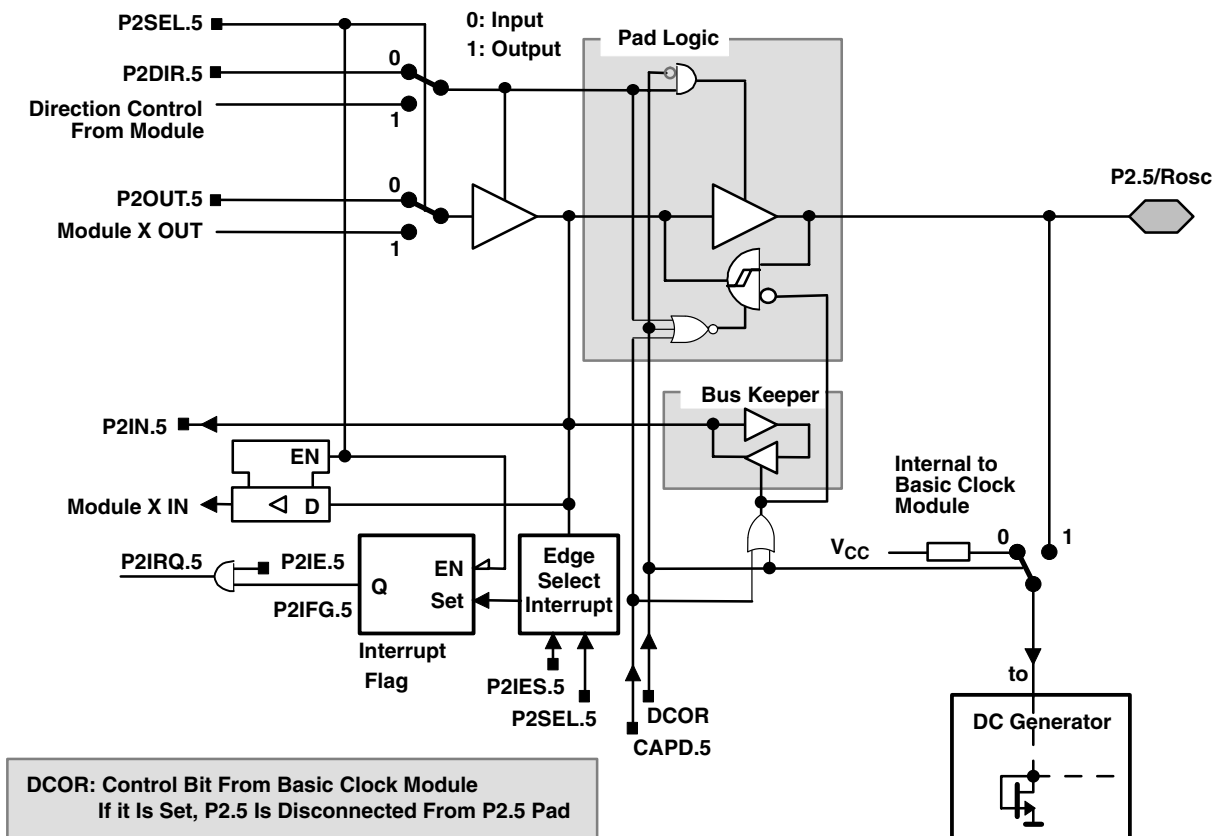 P2SEL.5
0: Input
1: Output
Pad Logic
P2DIR.5
0
Direction Control
From Module
1
P2OUT.5
0
P2.5/Rosc
Module X OUT
1
Bus Keeper
P2IN.5
EN
Internal to
Basic Clock
Module
Module X IN
D
0
1
VCC
P2IRQ.5
P2IE.5
Edge
Select
Interrupt
EN
Q
Set
P2IFG.5
Interrupt
Flag
P2IES.5
P2SEL.5
DCOR
CAPD.5
to
DC Generator
DCOR: Control Bit From Basic Clock Module
If it Is Set, P2.5 Is Disconnected From P2.5 Pad